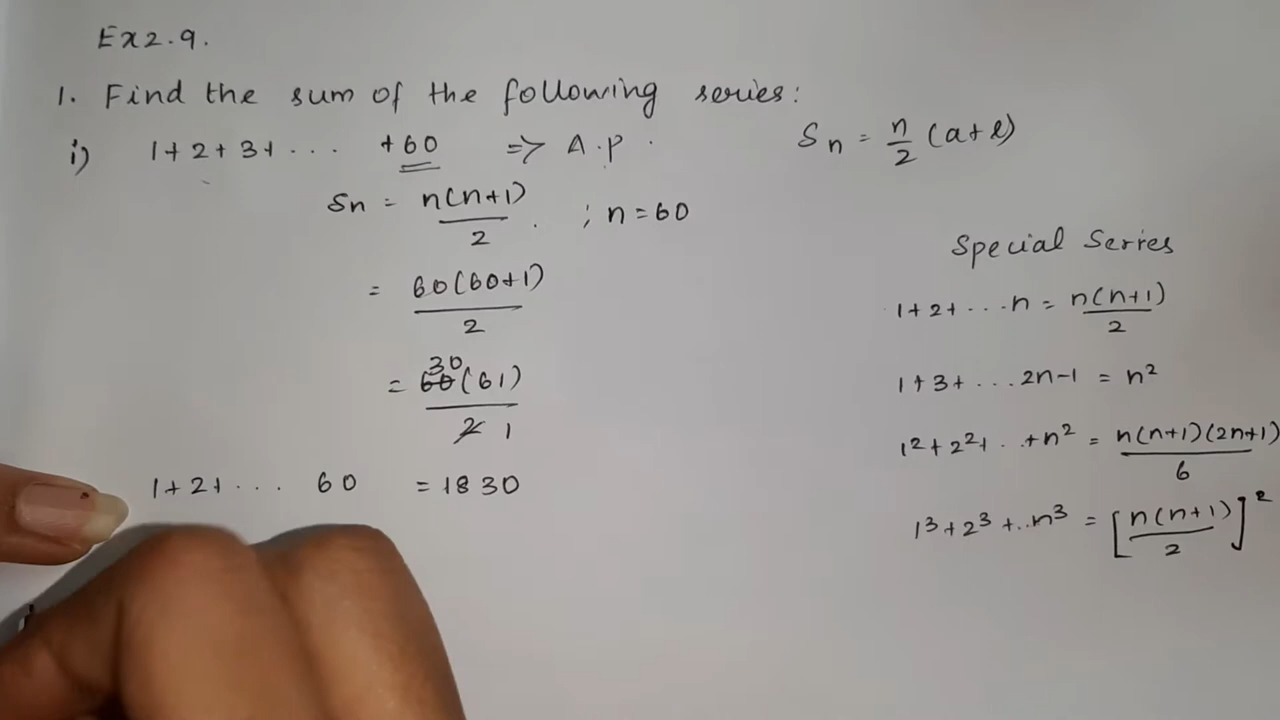 Ex2.9.
1. Find the sum of the following series:
i) 1+2+3+... +60 => A.P.
Sn = n/2 (a+l)
Sn = n(n+1)/2 ; n=60
= 60(60+1)/2
= 60(61)/2 30 1
1+2+... 60 = 1830
Special Series
1+2+...n = n(n+1)/2
1+3+...2n-1 = n²
1²+2²+..+n² = n(n+1)(2n+1)/6
1³+2³+..n³ = [n(n+1)/2]²